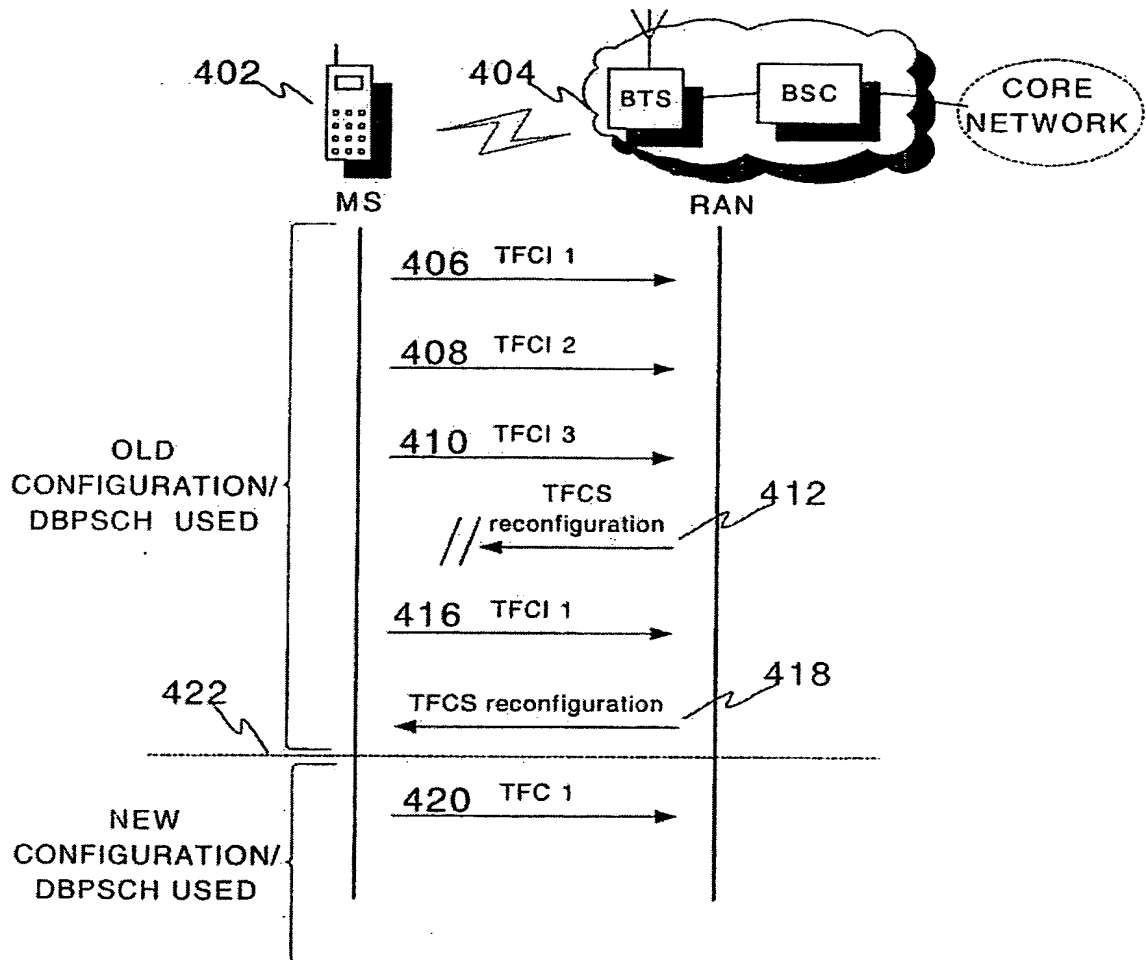 402
404
BTS
BSC
CORE
NETWORK
MS
RAN
406 TFCI 1
408 TFCI 2
410 TFCI 3
OLD
CONFIGURATION/
DBPSCH USED
TFCS
reconfiguration
412
416 TFCI 1
418
TFCS reconfiguration
422
420 TFC 1
NEW
CONFIGURATION/
DBPSCH USED